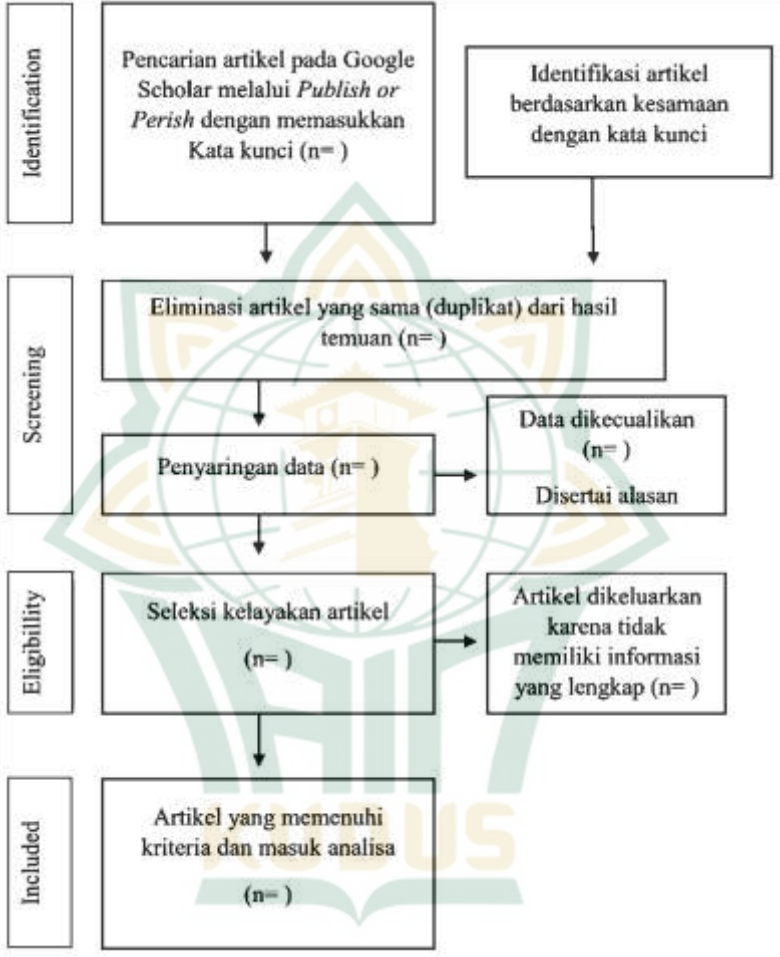 Identification
Pencarian artikel pada Google
Scholar melalui Publish or
Perish dengan memasukkan
Kata kunci (n= )
Identifikasi artikel
berdasarkan kesamaan
dengan kata kunci
Screening
Eliminasi artikel yang sama (duplikat) dari hasil
temuan (n= )
Penyaringan data (n= )
Data dikecualikan
(n= )
Disertai alasan
Eligibillity
Seleksi kelayakan artikel
(n= )
Artikel dikeluarkan
karena tidak
memiliki informasi
yang lengkap (n= )
Included
Artikel yang memenuhi
kriteria dan masuk analisa
(n= )
KUDUS